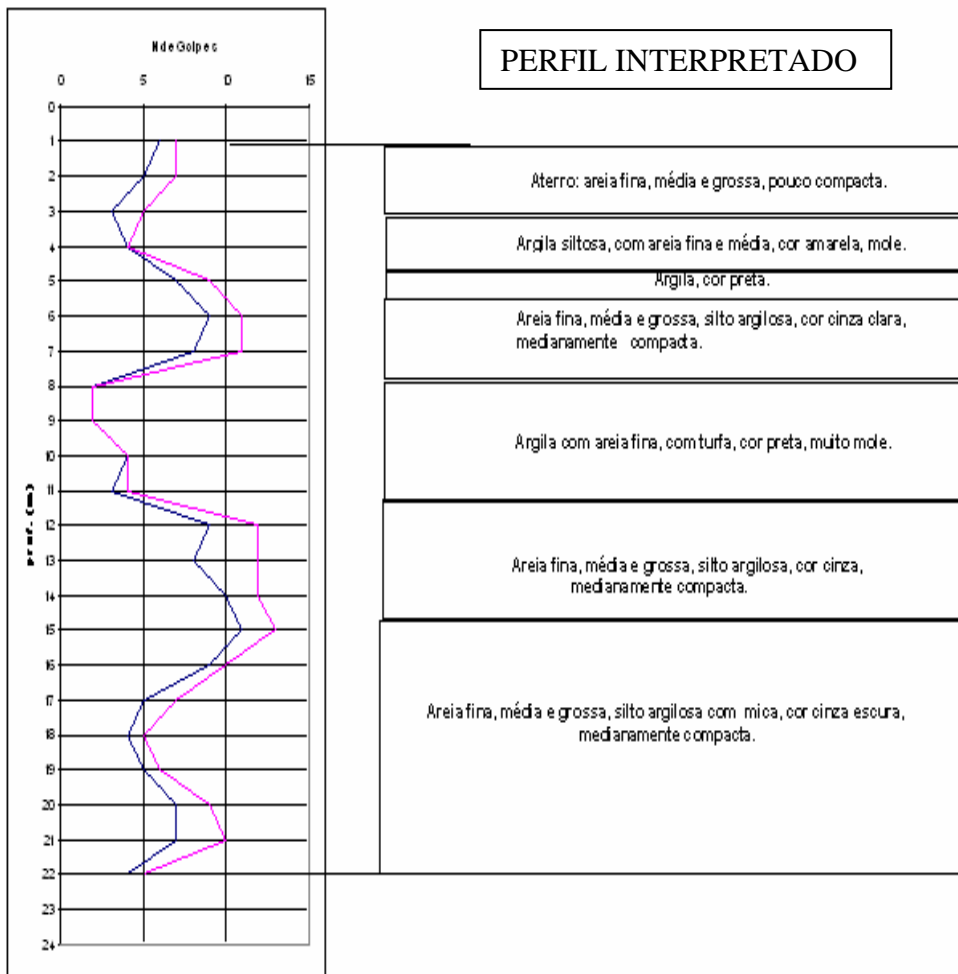 N de Golpes
0 5 10 15
PERFIL INTERPRETADO
0
1
2
3
4
5
6
7
8
9
10
11
12
13
14
15
16
17
18
19
20
21
22
23
24
Prof. (m)
Aterro: areia fina, média e grossa, pouco compacta.
Argila siltosa, com areia fina e média, cor amarela, mole.
Argila, cor preta.
Areia fina, média e grossa, silto argilosa, cor cinza clara,
medianamente compacta.
Argila com areia fina, com turfa, cor preta, muito mole.
Areia fina, média e grossa, silto argilosa, cor cinza,
medianamente compacta.
Areia fina, média e grossa, silto argilosa com mica, cor cinza escura,
medianamente compacta.